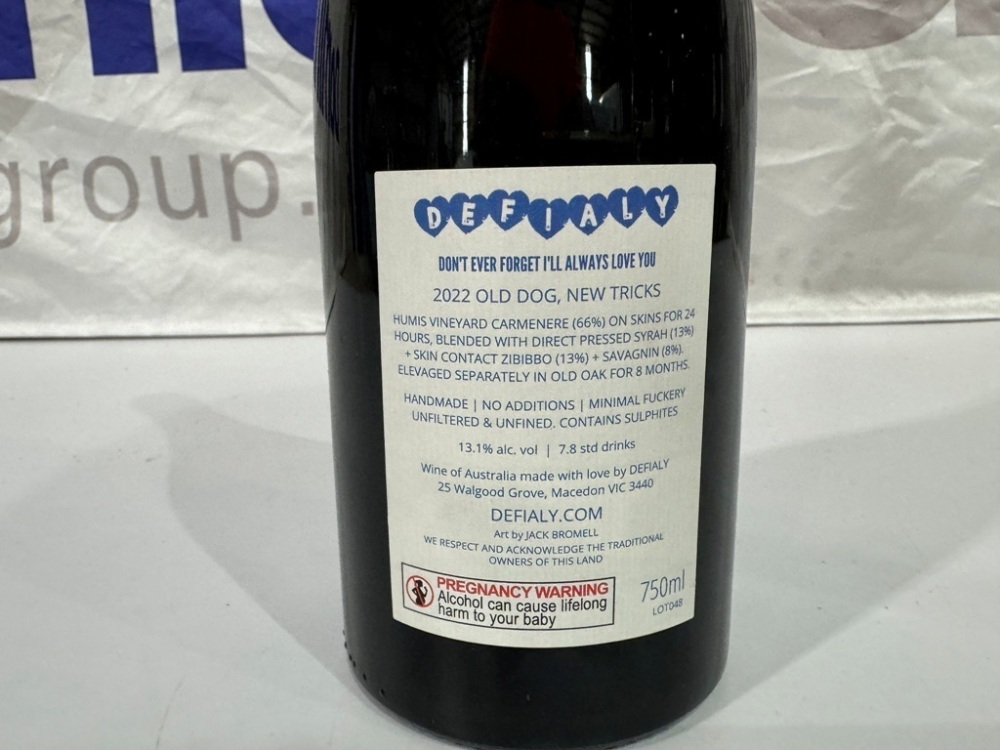 group.
DEFIALY
DON'T EVER FORGET I'LL ALWAYS LOVE YOU
2022 OLD DOG, NEW TRICKS
HUMIS VINEYARD CARMENERE (66%) ON SKINS FOR 24
HOURS, BLENDED WITH DIRECT PRESSED SYRAH (13%)
+ SKIN CONTACT ZIBIBBO (13%) + SAVAGNIN (8%).
ELEVAGED SEPARATELY IN OLD OAK FOR 8 MONTHS.
HANDMADE | NO ADDITIONS | MINIMAL FUCKERY
UNFILTERED & UNFINED. CONTAINS SULPHITES
13.1% alc. vol | 7.8 std drinks
Wine of Australia made with love by DEFIALY
25 Walgood Grove, Macedon VIC 3440
DEFIALY.COM
Art by JACK BROMELL
WE RESPECT AND ACKNOWLEDGE THE TRADITIONAL
OWNERS OF THIS LAND
PREGNANCY WARNING
Alcohol can cause lifelong
harm to your baby
750ml
LOT048